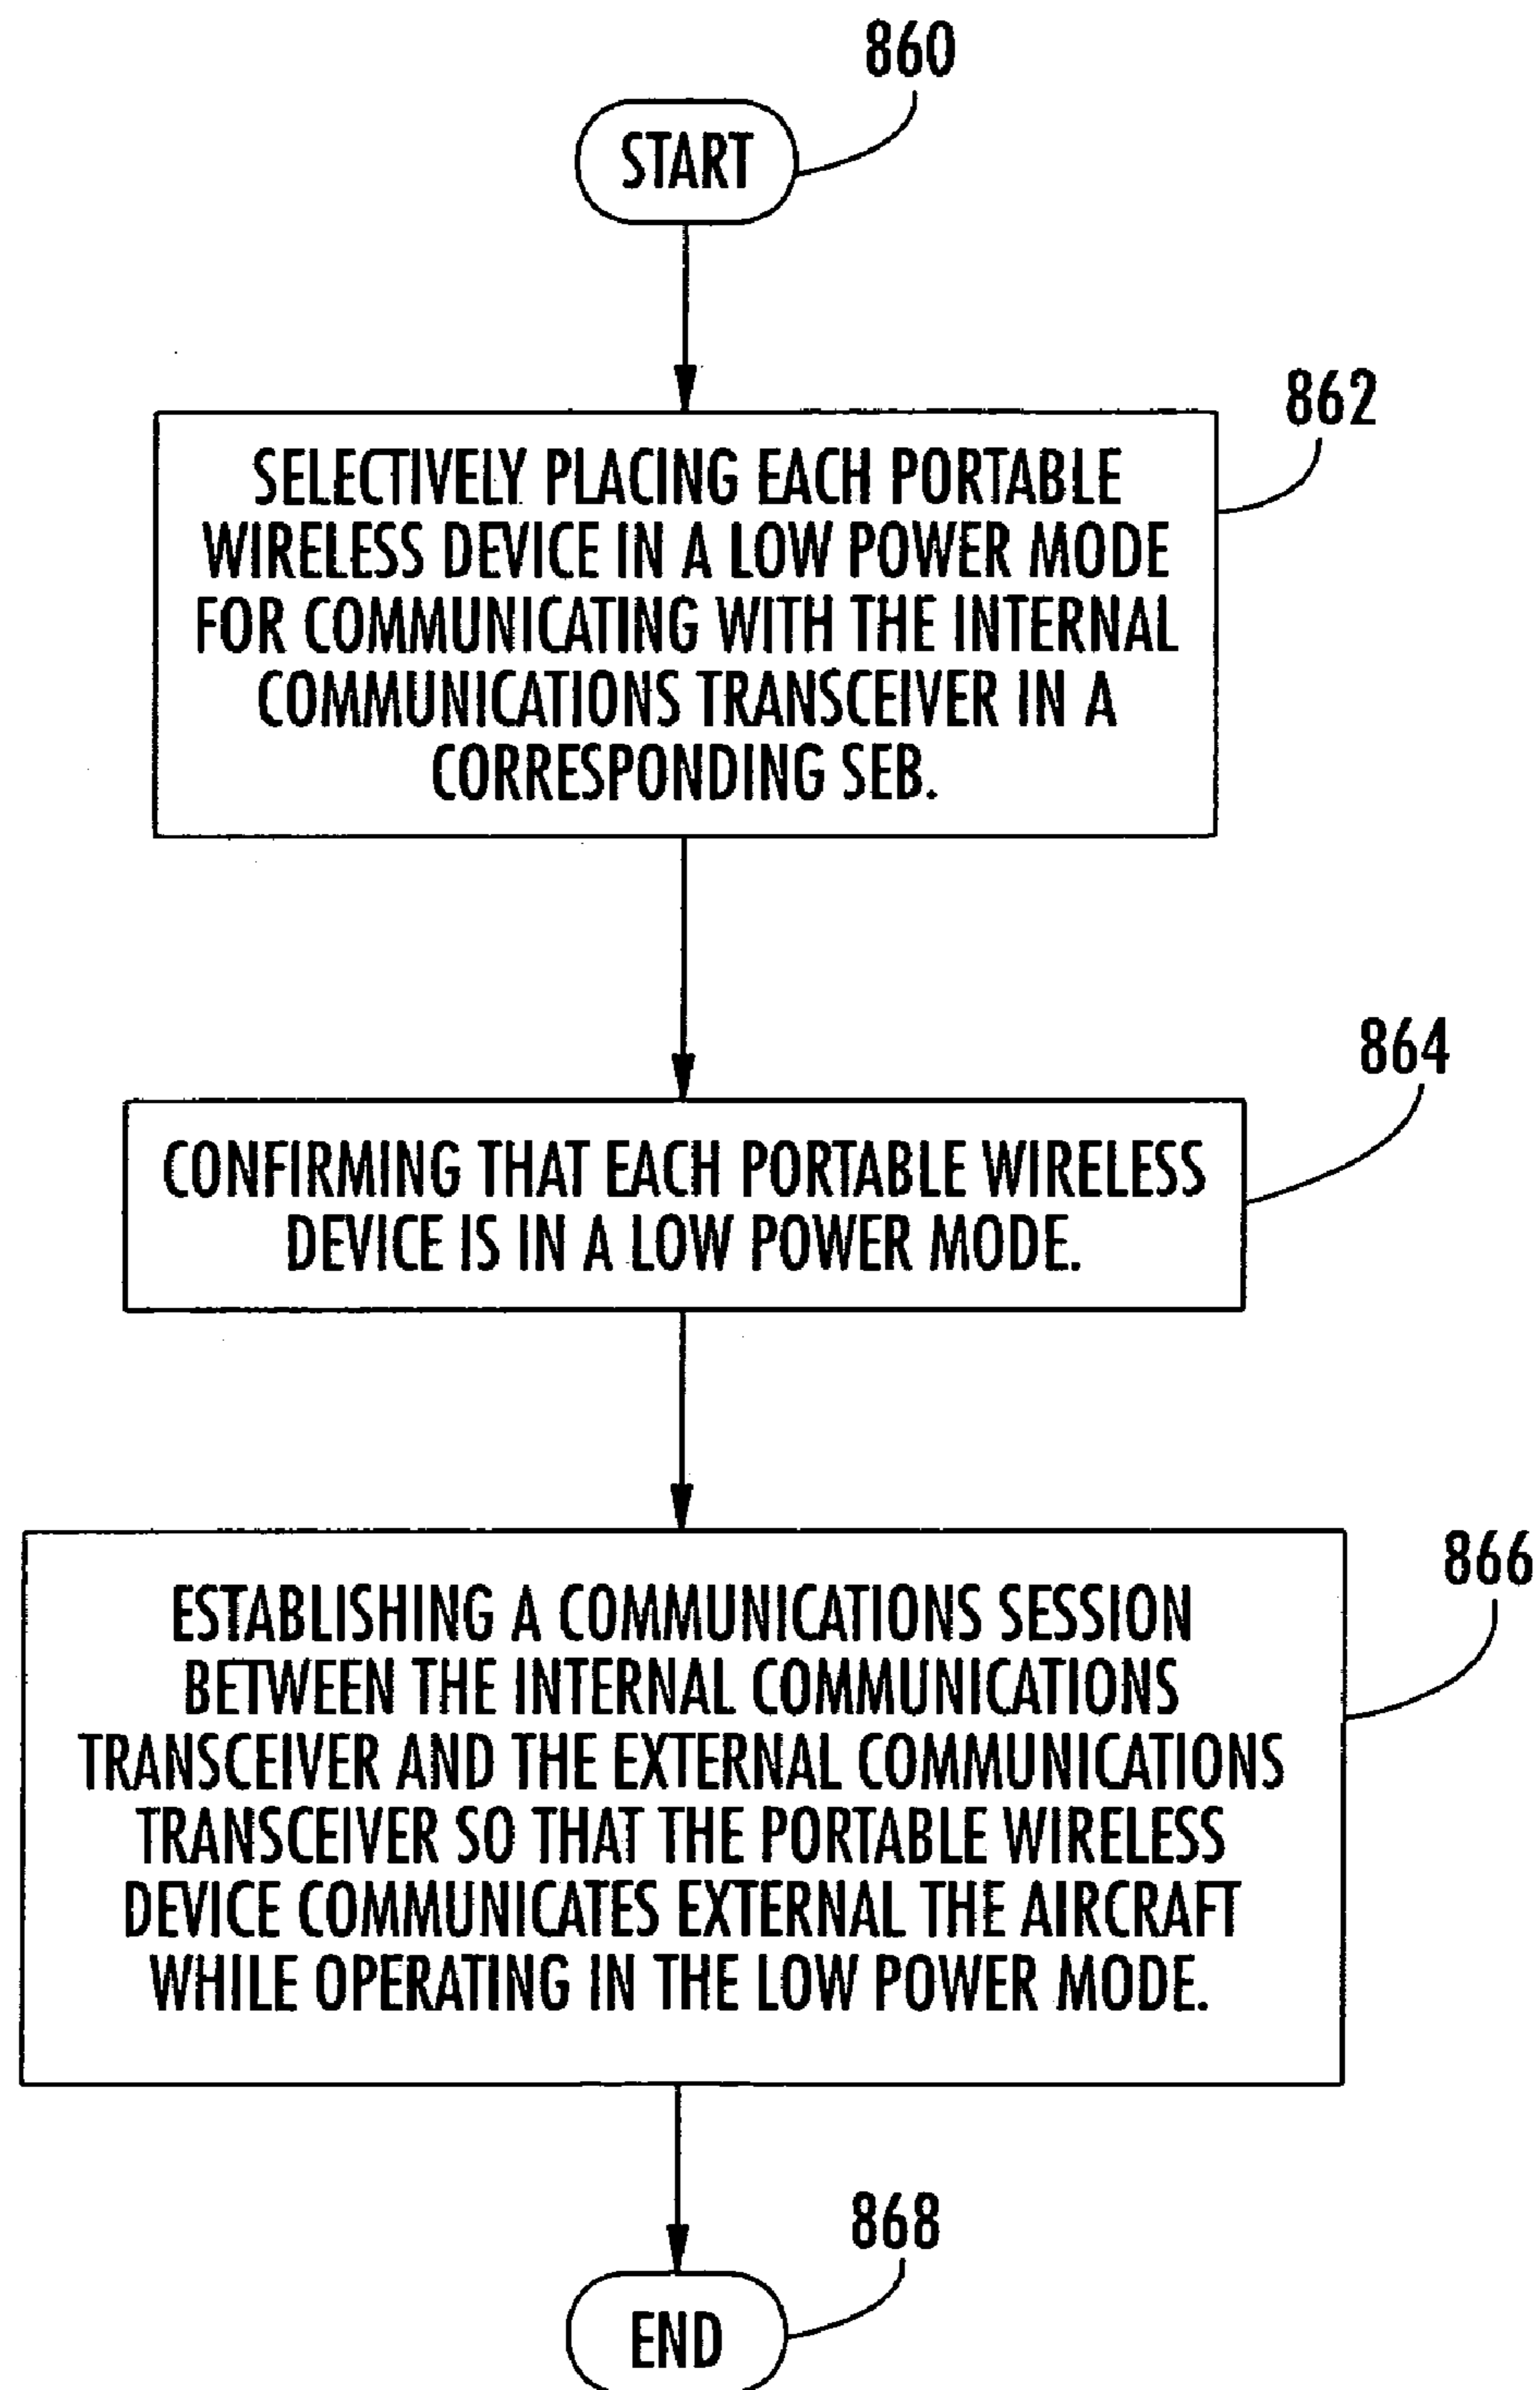 860
START
862
SELECTIVELY PLACING EACH PORTABLE
WIRELESS DEVICE IN A LOW POWER MODE
FOR COMMUNICATING WITH THE INTERNAL
COMMUNICATIONS TRANSCEIVER IN A
CORRESPONDING SEB.
864
CONFIRMING THAT EACH PORTABLE WIRELESS
DEVICE IS IN A LOW POWER MODE.
866
ESTABLISHING A COMMUNICATIONS SESSION
BETWEEN THE INTERNAL COMMUNICATIONS
TRANSCEIVER AND THE EXTERNAL COMMUNICATIONS
TRANSCEIVER SO THAT THE PORTABLE WIRELESS
DEVICE COMMUNICATES EXTERNAL THE AIRCRAFT
WHILE OPERATING IN THE LOW POWER MODE.
868
END